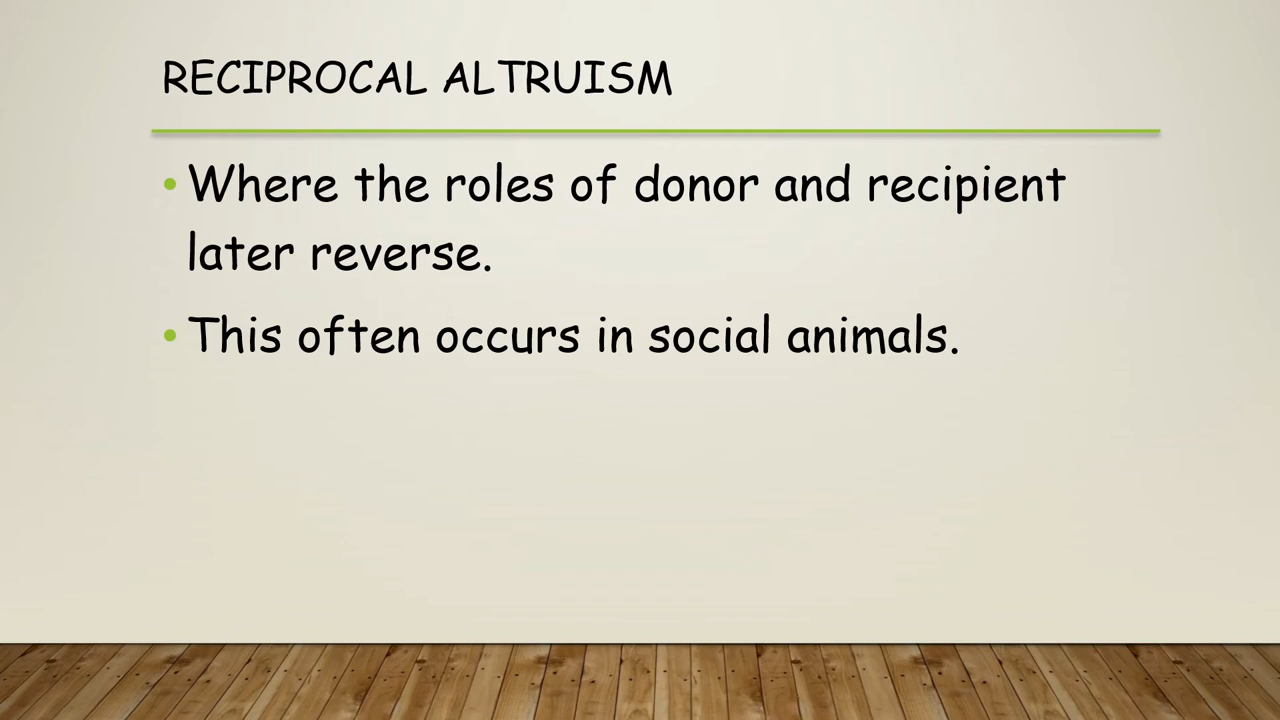 RECIPROCAL ALTRUISM
• Where the roles of donor and recipient
later reverse.
• This often occurs in social animals.